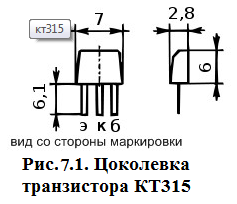 7
2,8
кт315
6
6,1
э к б
вид со стороны маркировки
Рис.7.1. Цоколевка
транзистора КТ315